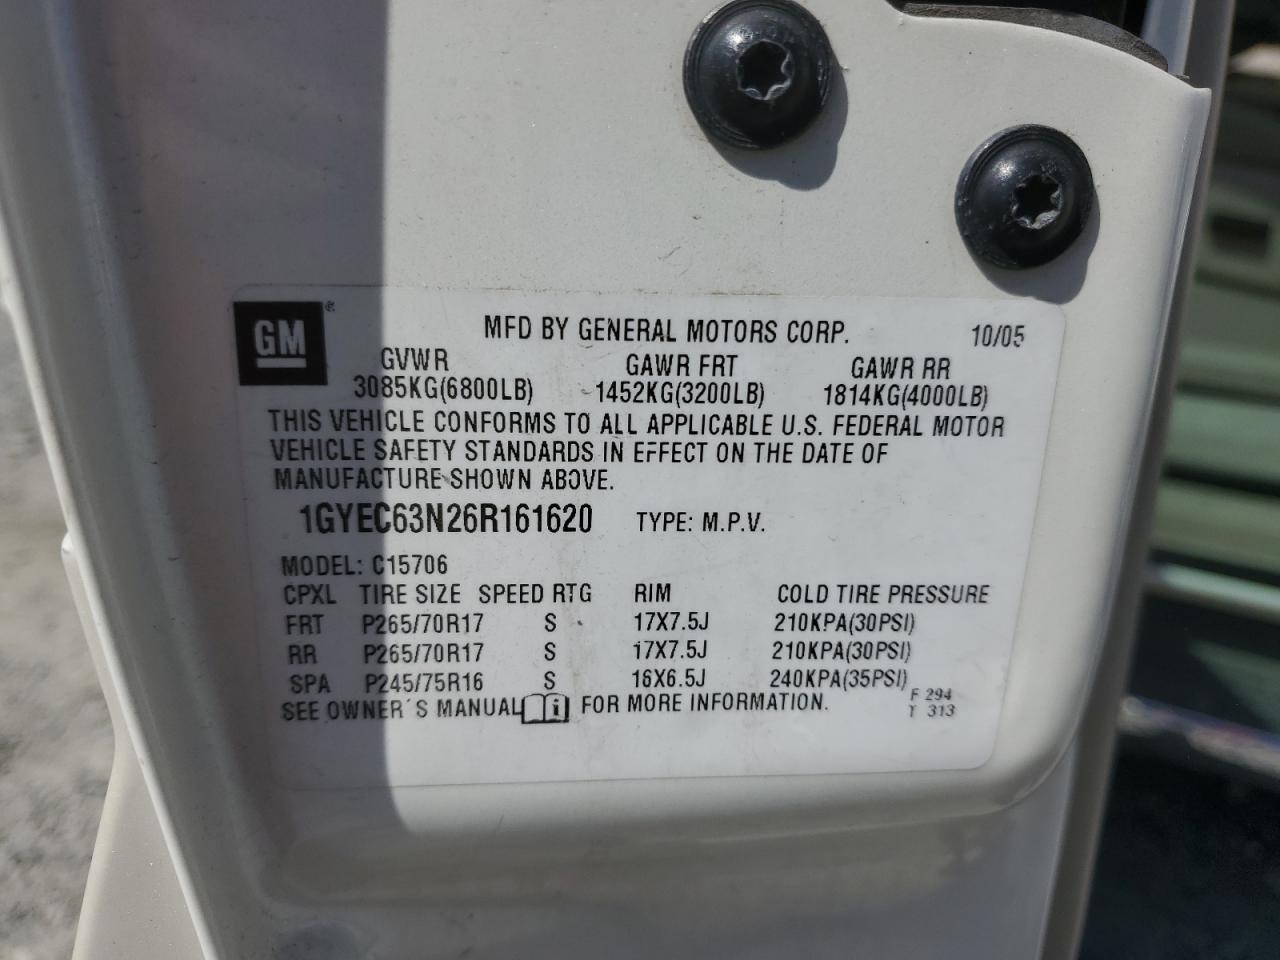 GM ®
MFD BY GENERAL MOTORS CORP. 10/05
GVWR GAWR FRT GAWR RR
3085KG(6800LB) 1452KG(3200LB) 1814KG(4000LB)
THIS VEHICLE CONFORMS TO ALL APPLICABLE U.S. FEDERAL MOTOR
VEHICLE SAFETY STANDARDS IN EFFECT ON THE DATE OF
MANUFACTURE SHOWN ABOVE.
1GYEC63N26R161620 TYPE: M.P.V.
MODEL: C15706
CPXL TIRE SIZE SPEED RTG RIM COLD TIRE PRESSURE
FRT P265/70R17 S 17X7.5J 210KPA(30PSI)
RR P265/70R17 S 17X7.5J 210KPA(30PSI)
SPA P245/75R16 S 16X6.5J 240KPA(35PSI)
SEE OWNER'S MANUAL i FOR MORE INFORMATION. F 294
T 313